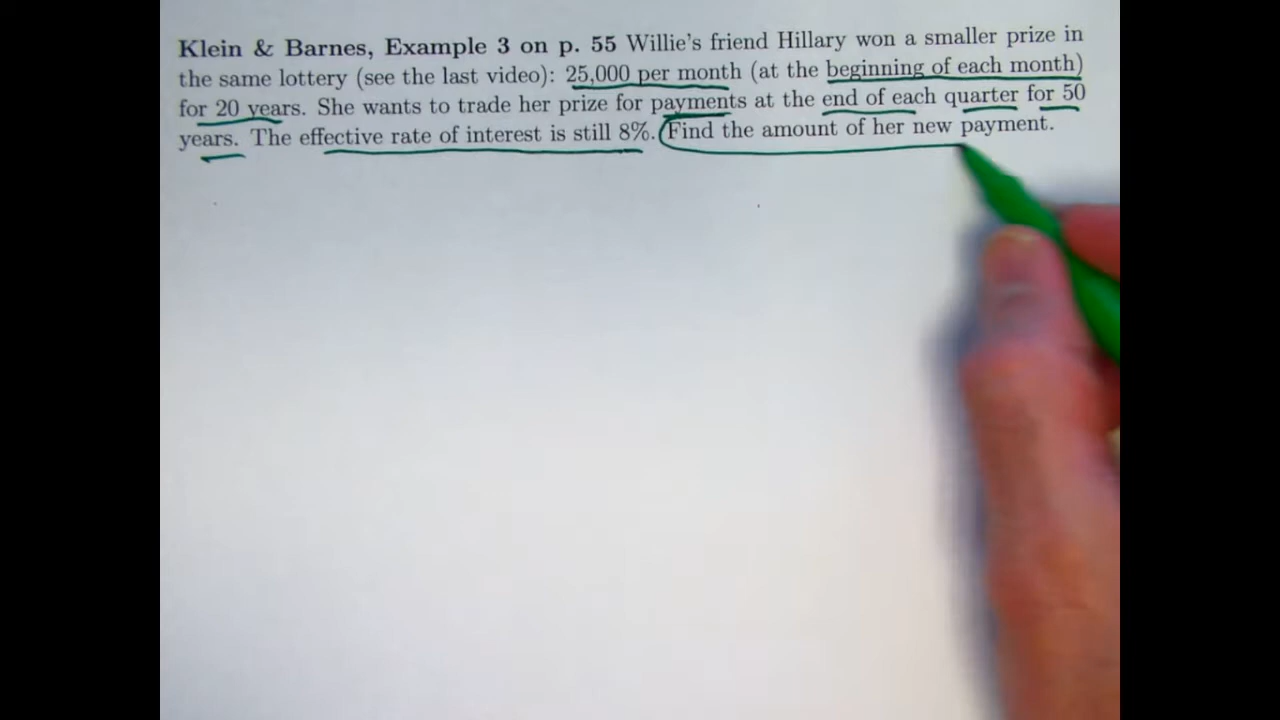 Klein & Barnes, Example 3 on p. 55 Willie's friend Hillary won a smaller prize in
the same lottery (see the last video): 25,000 per month (at the beginning of each month)
for 20 years. She wants to trade her prize for payments at the end of each quarter for 50
years. The effective rate of interest is still 8%. Find the amount of her new payment.